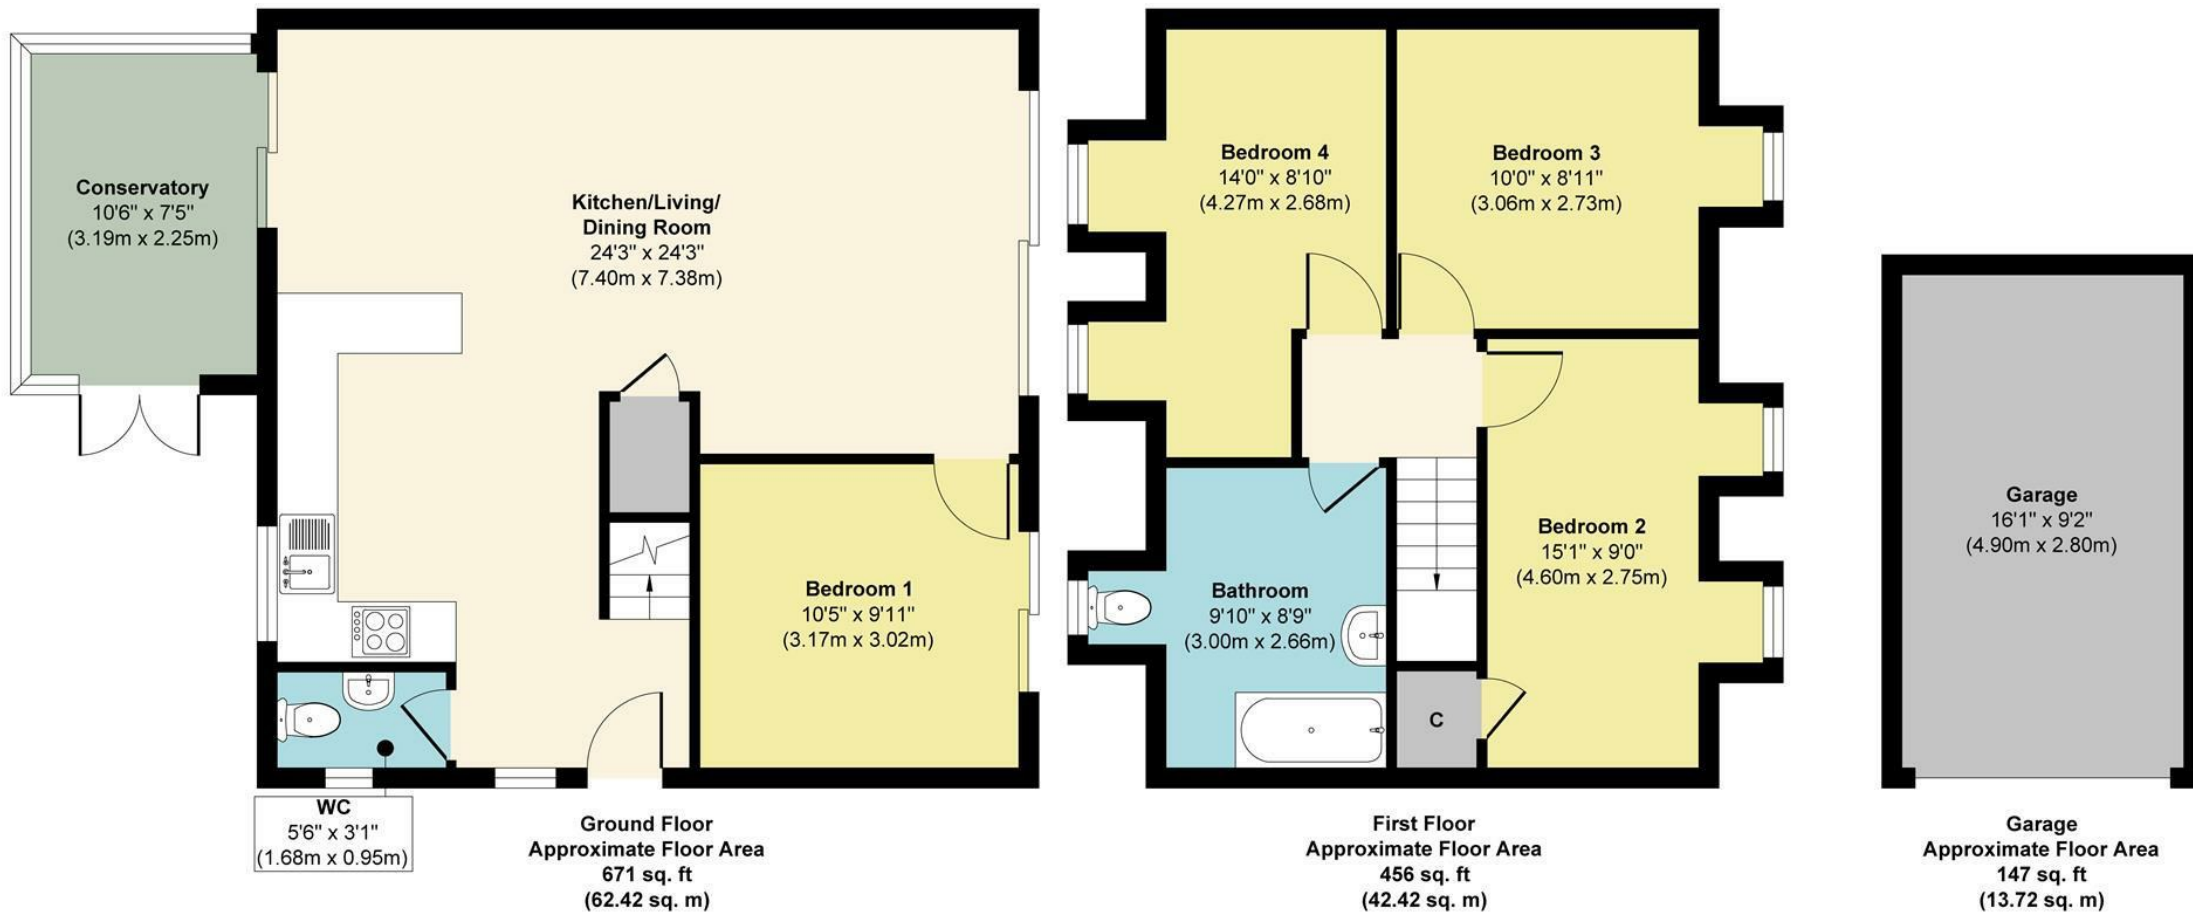 Conservatory
10'6" x 7'5"
(3.19m x 2.25m)
Kitchen/Living/
Dining Room
24'3" x 24'3"
(7.40m x 7.38m)
Bedroom 1
10'5" x 9'11"
(3.17m x 3.02m)
WC
5'6" x 3'1"
(1.68m x 0.95m)
Ground Floor
Approximate Floor Area
671 sq. ft
(62.42 sq. m)
Bedroom 4
14'0" x 8'10"
(4.27m x 2.68m)
Bedroom 3
10'0" x 8'11"
(3.06m x 2.73m)
Bedroom 2
15'1" x 9'0"
(4.60m x 2.75m)
Bathroom
9'10" x 8'9"
(3.00m x 2.66m)
C
First Floor
Approximate Floor Area
456 sq. ft
(42.42 sq. m)
Garage
16'1" x 9'2"
(4.90m x 2.80m)
Garage
Approximate Floor Area
147 sq. ft
(13.72 sq. m)